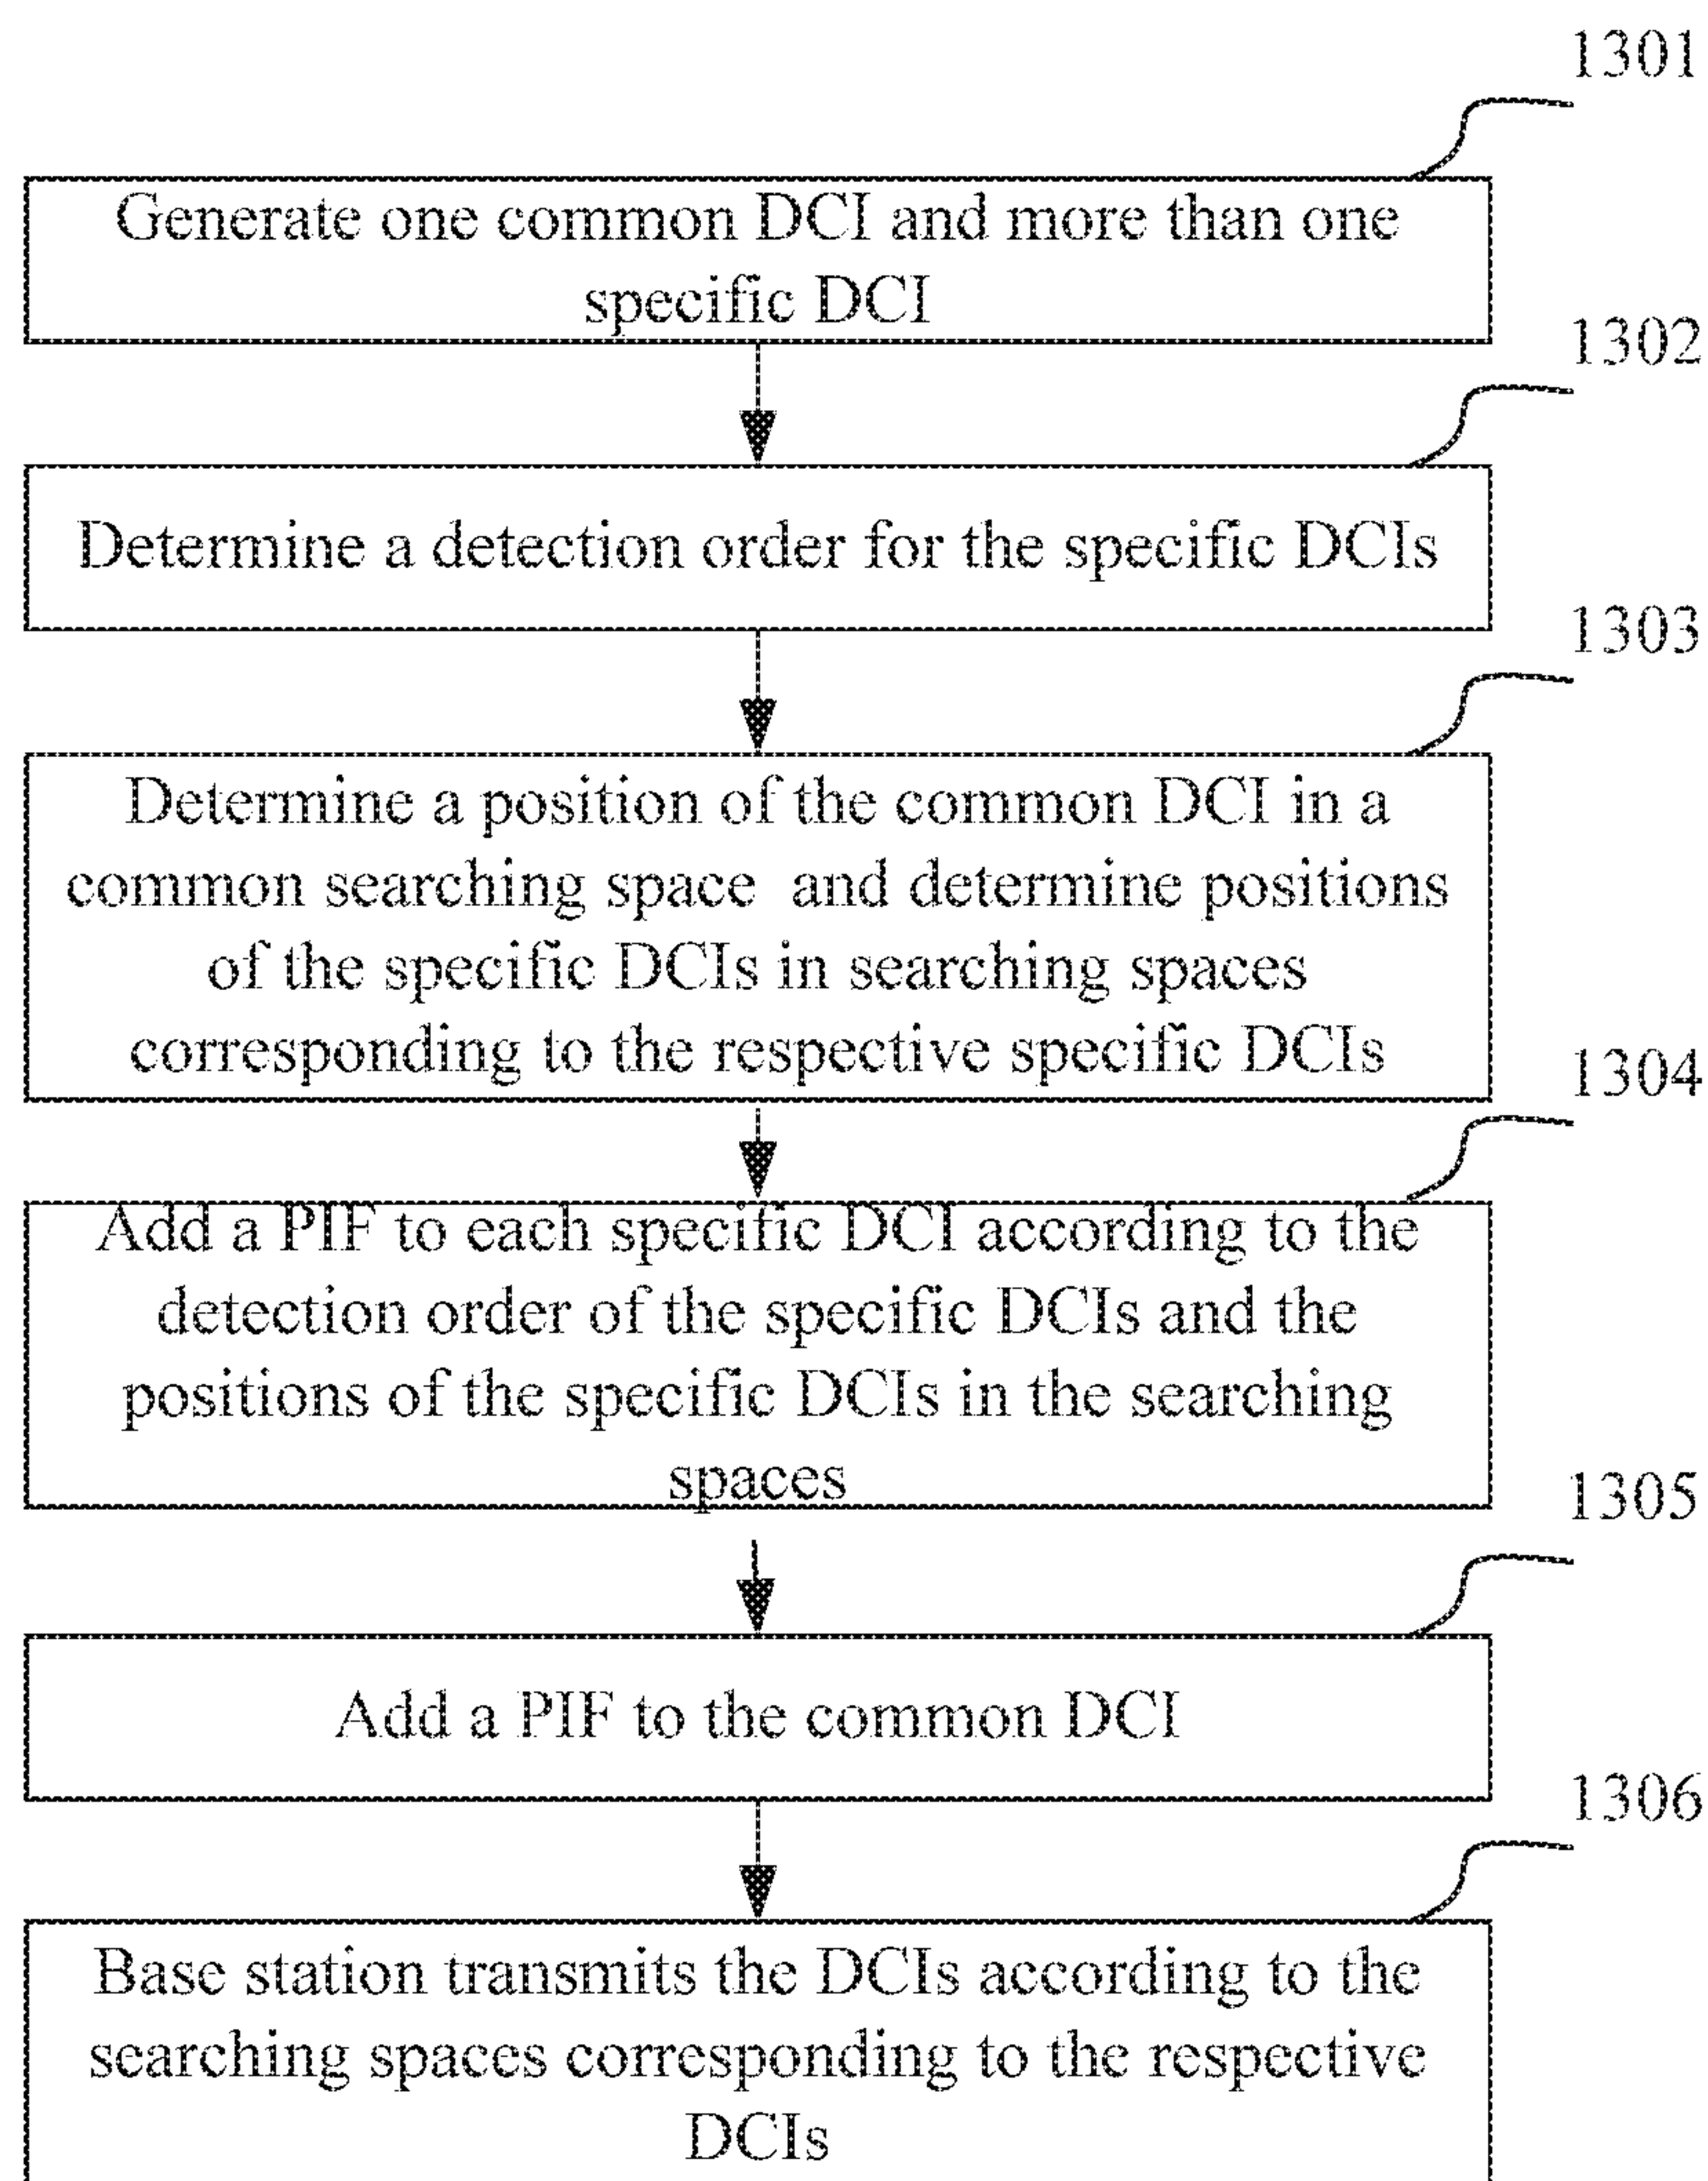 1301
Generate one common DCI and more than one
specific DCI
1302
Determine a detection order for the specific DCIs
1303
Determine a position of the common DCI in a
common searching space and determine positions
of the specific DCIs in searching spaces
corresponding to the respective specific DCIs
1304
Add a PIF to each specific DCI according to the
detection order of the specific DCIs and the
positions of the specific DCIs in the searching
spaces
1305
Add a PIF to the common DCI
1306
Base station transmits the DCIs according to the
searching spaces corresponding to the respective
DCIs